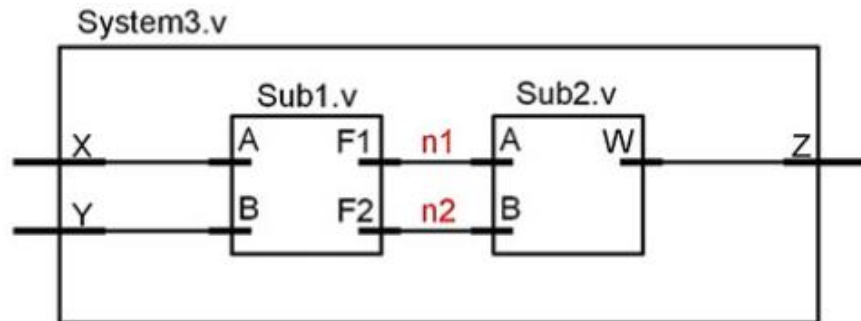 System3.v
Sub1.v Sub2.v
X A F1 n1 A W Z
Y B F2 n2 B